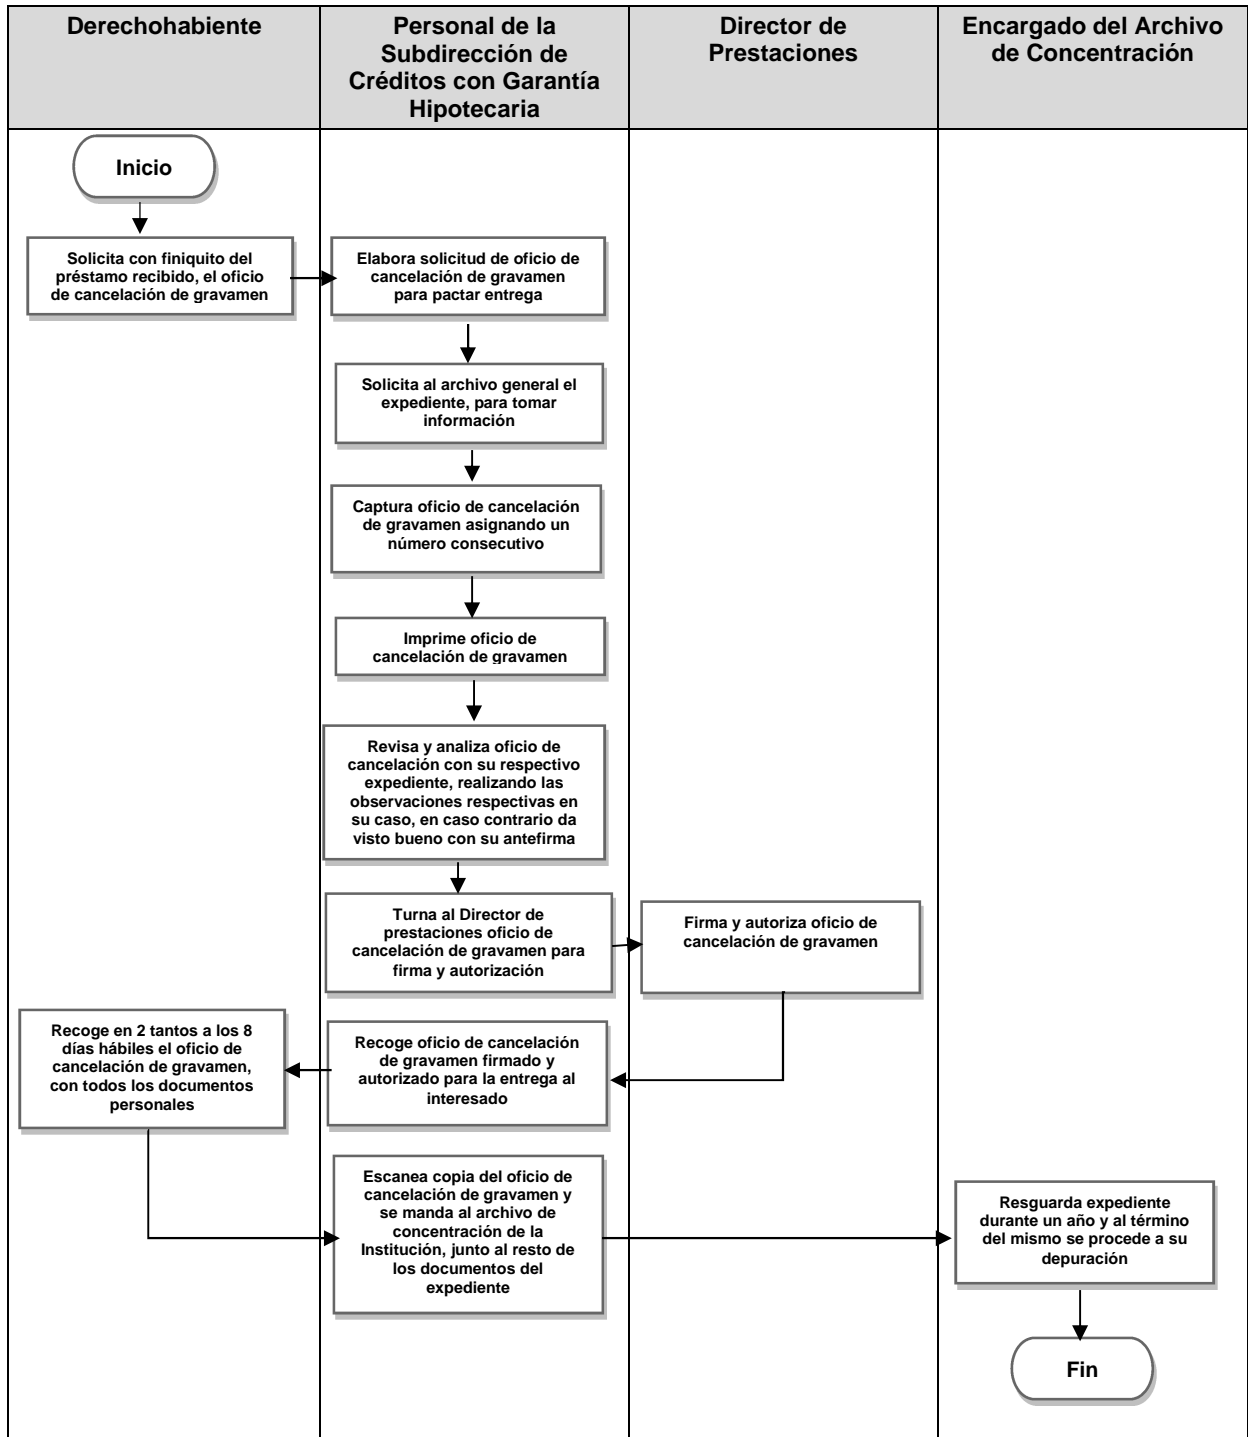 Derechohabiente
Personal de la
Subdirección de
Créditos con Garantía
Hipotecaria
Director de
Prestaciones
Encargado del Archivo
de Concentración
Inicio
Solicita con finiquito del
préstamo recibido, el oficio
de cancelación de gravamen
Elabora solicitud de oficio de
cancelación de gravamen
para pactar entrega
Solicita al archivo general el
expediente, para tomar
información
Captura oficio de cancelación
de gravamen asignando un
número consecutivo
Imprime oficio de
cancelación de gravamen
Revisa y analiza oficio de
cancelación con su respectivo
expediente, realizando las
observaciones respectivas en
su caso, en caso contrario da
visto bueno con su antefirma
Turna al Director de
prestaciones oficio de
cancelación de gravamen para
firma y autorización
Firma y autoriza oficio de
cancelación de gravamen
Recoge oficio de cancelación
de gravamen firmado y
autorizado para la entrega al
interesado
Recoge en 2 tantos a los 8
días hábiles el oficio de
cancelación de gravamen,
con todos los documentos
personales
Escanea copia del oficio de
cancelación de gravamen y
se manda al archivo de
concentración de la
Institución, junto al resto de
los documentos del
expediente
Resguarda expediente
durante un año y al término
del mismo se procede a su
depuración
Fin